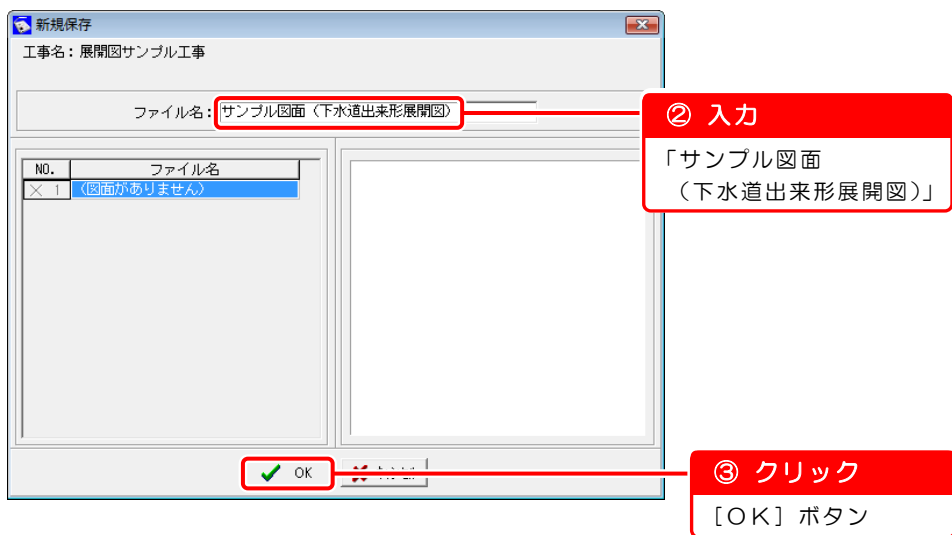 新規保存
工事名：展開図サンプル工事
ファイル名：サンプル図面（下水道出来形展開図）
② 入力
「サンプル図面
（下水道出来形展開図）」
NO. ファイル名
× 1 （図面がありません）
OK
③ クリック
［OK］ボタン